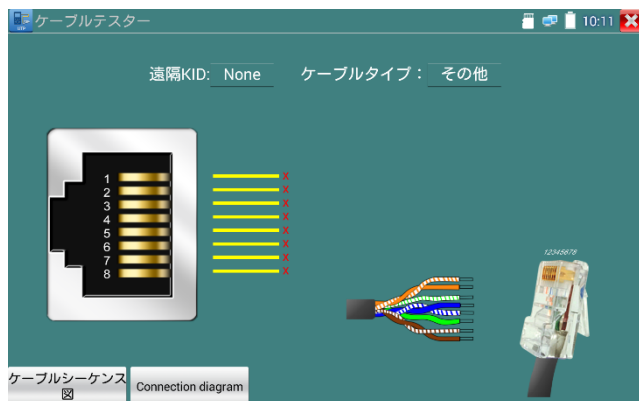 UTP ケーブルテスター 10:11
遠隔KID: None ケーブルタイプ： その他
1 x
2 x
3 x
4 x
5 x
6 x
7 x
8 x
12345678
ケーブルシーケンス
図
Connection diagram